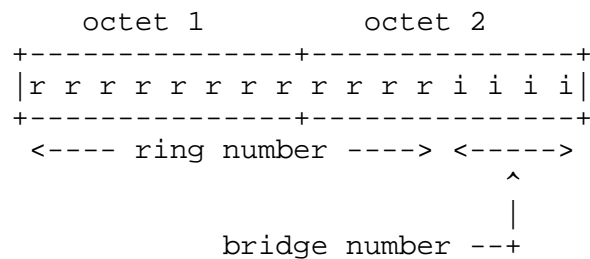 octet 1         octet 2
+---------------+---------------+
|r r r r r r r r r r r r i i i i|
+---------------+---------------+
 <---- ring number ----> <----->
                            ^
                            |
            bridge number --+